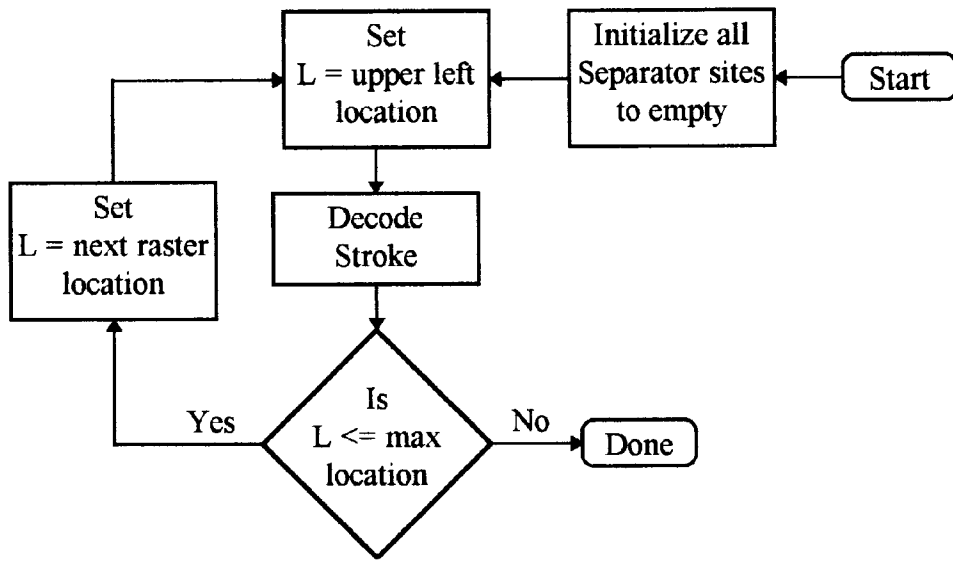 Start
Initialize all
Separator sites
to empty
Set
L = upper left
location
Decode
Stroke
Is
L <= max
location
Yes
Set
L = next raster
location
No
Done